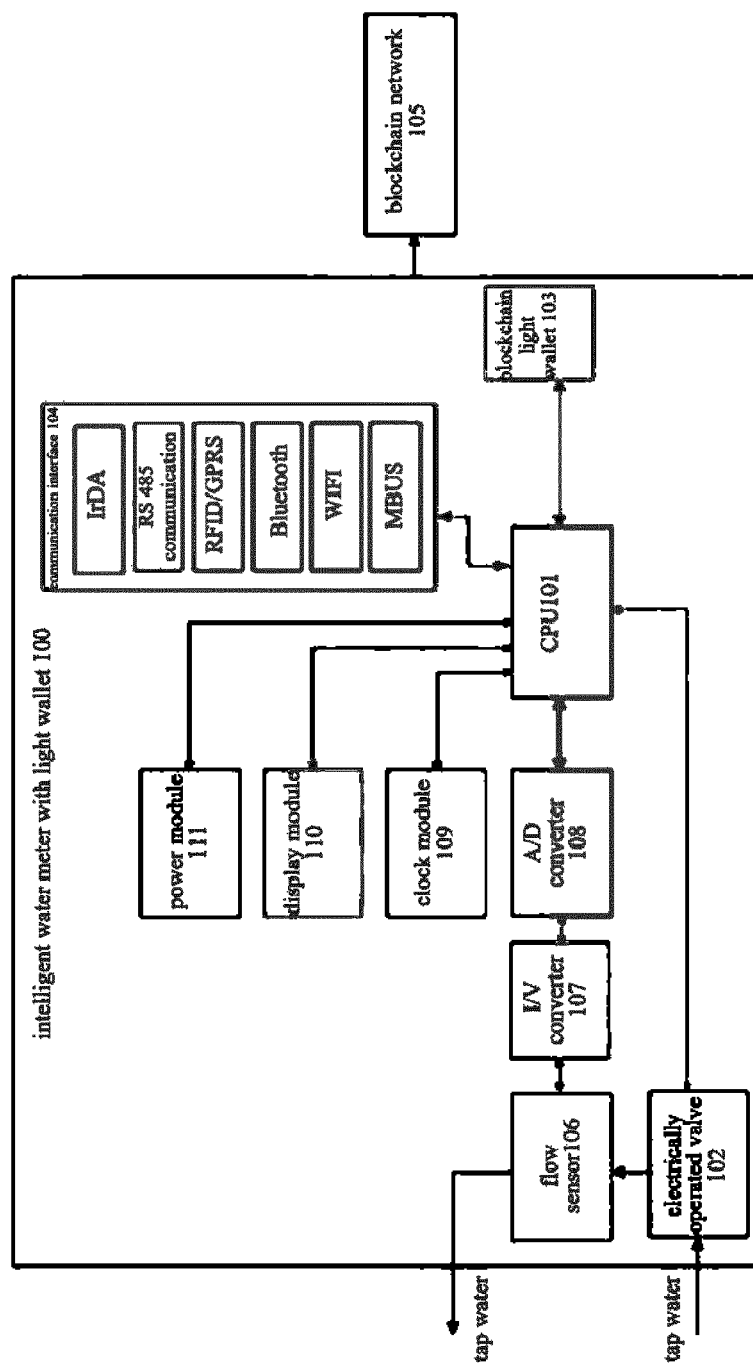 intelligent water meter with light wallet 100
communication interface 104
IrDA
RS 485
communication
RFID/GPRS
Bluetooth
WIFI
MBUS
power module
111
display module
110
clock module
109
tap water
flow
sensor106
I/V
converter
107
A/D
converter
108
CPU101
blockchain
light
wallet 103
blockchain network
105
tap water
electrically
operated valve
102